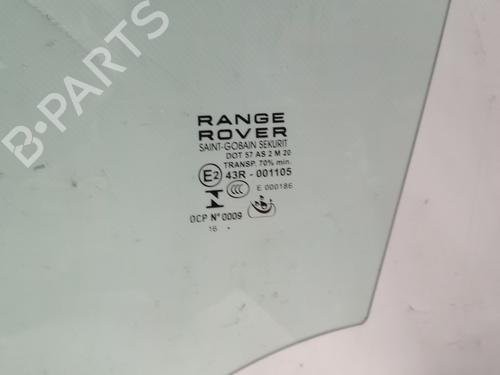 B-PARTS
RANGE
ROVER
SAINT-GOBAIN SEKURIT
DOT 57 AS 2 M 20
TRANSP. 70% min.
E2 43R - 001105
CCC E 000186
OCP Nº 0009
16 .